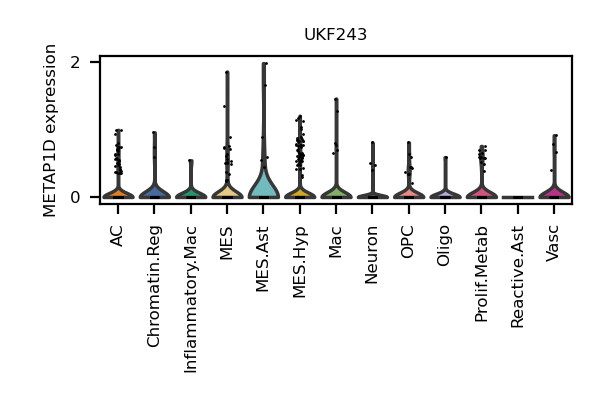 UKF243
METAP1D expression
2
0
AC
Chromatin.Reg
Inflammatory.Mac
MES
MES.Ast
MES.Hyp
Mac
Neuron
OPC
Oligo
Prolif.Metab
Reactive.Ast
Vasc